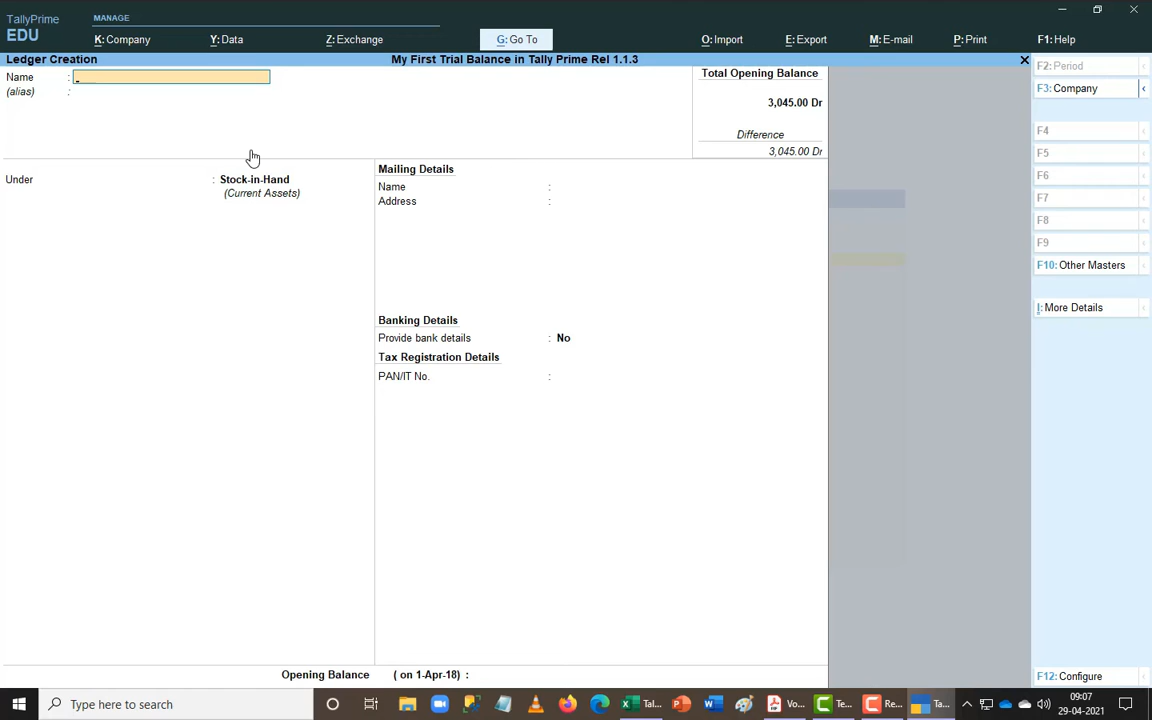 TallyPrime
EDU
MANAGE
K: Company
Y: Data
Z: Exchange
G: Go To
O: Import
E: Export
M: E-mail
P: Print
F1: Help
Ledger Creation
My First Trial Balance in Tally Prime Rel 1.1.3
Name :
(alias) :
Total Opening Balance
3,045.00 Dr
Difference
3,045.00 Dr
Under : Stock-in-Hand
(Current Assets)
Mailing Details
Name :
Address :
Banking Details
Provide bank details : No
Tax Registration Details
PAN/IT No. :
Opening Balance ( on 1-Apr-18) :
F2: Period
F3: Company
F4
F5
F6
F7
F8
F9
F10: Other Masters
I: More Details
F12: Configure
Type here to search
Tal...
Vo...
Te...
Re...
Ta...
09:07
29-04-2021